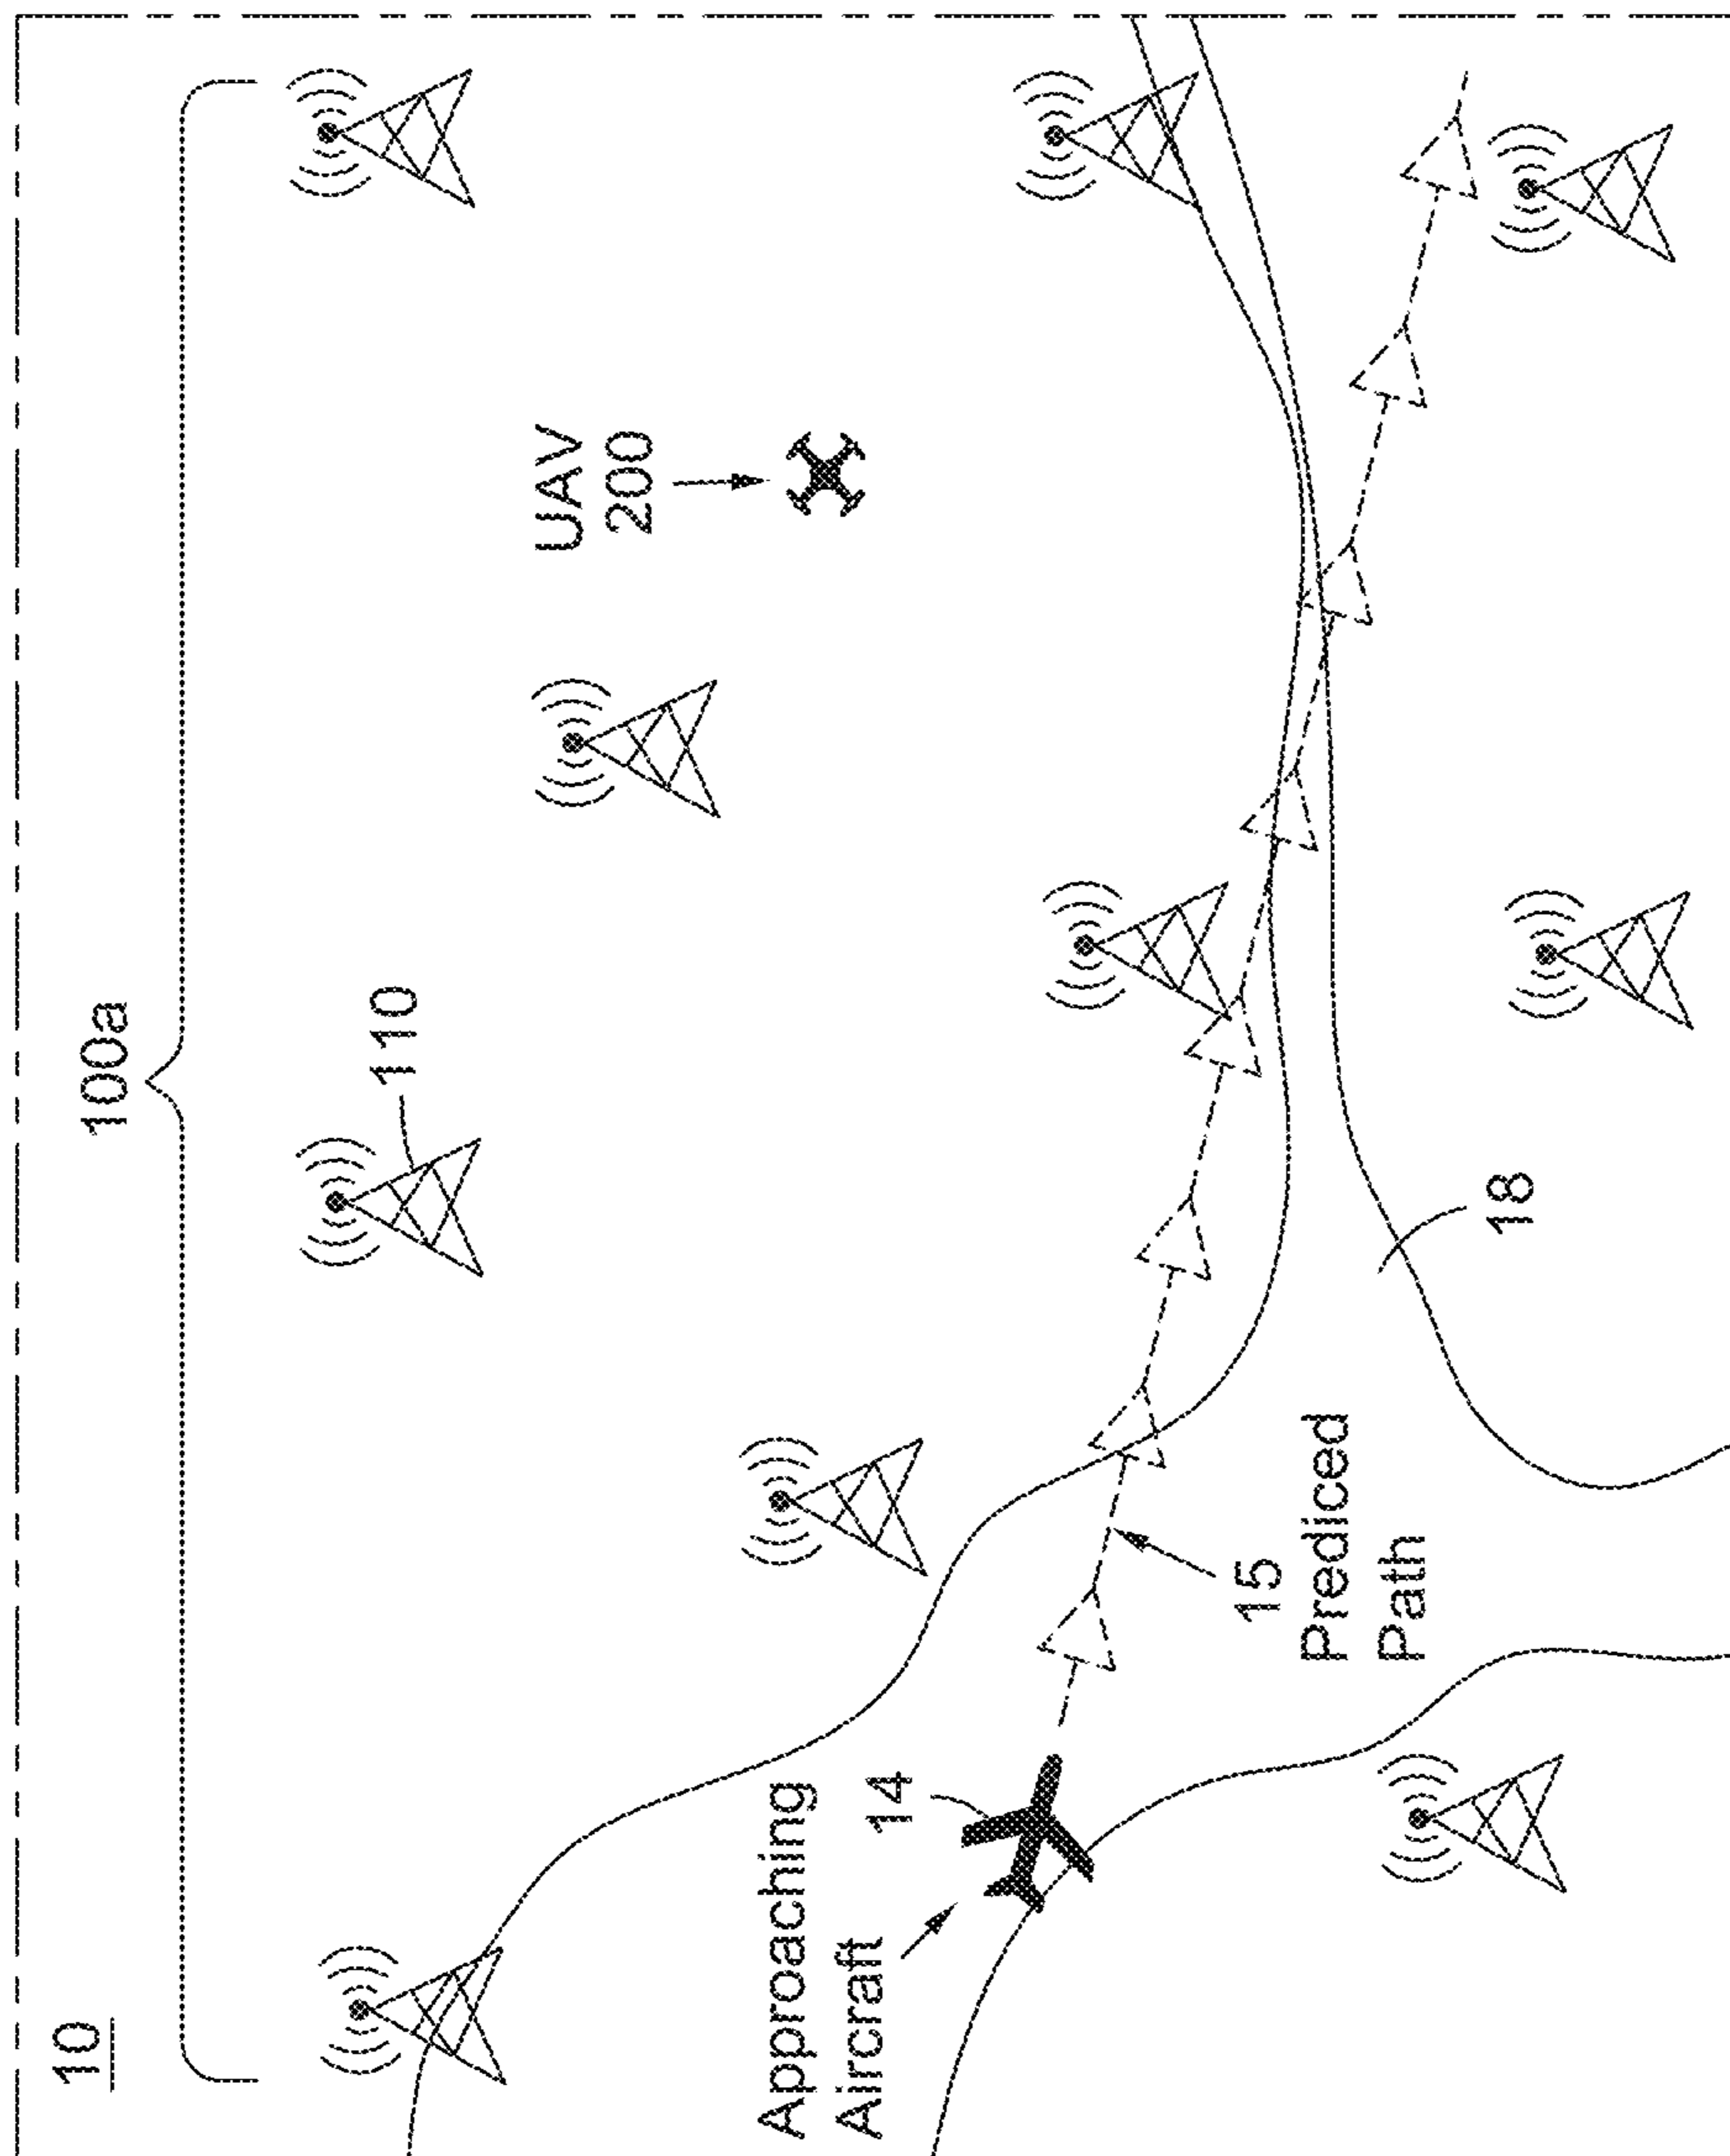 10
100a
110
UAV
200
Approaching
Aircraft
14
15
Prediced
Path
18